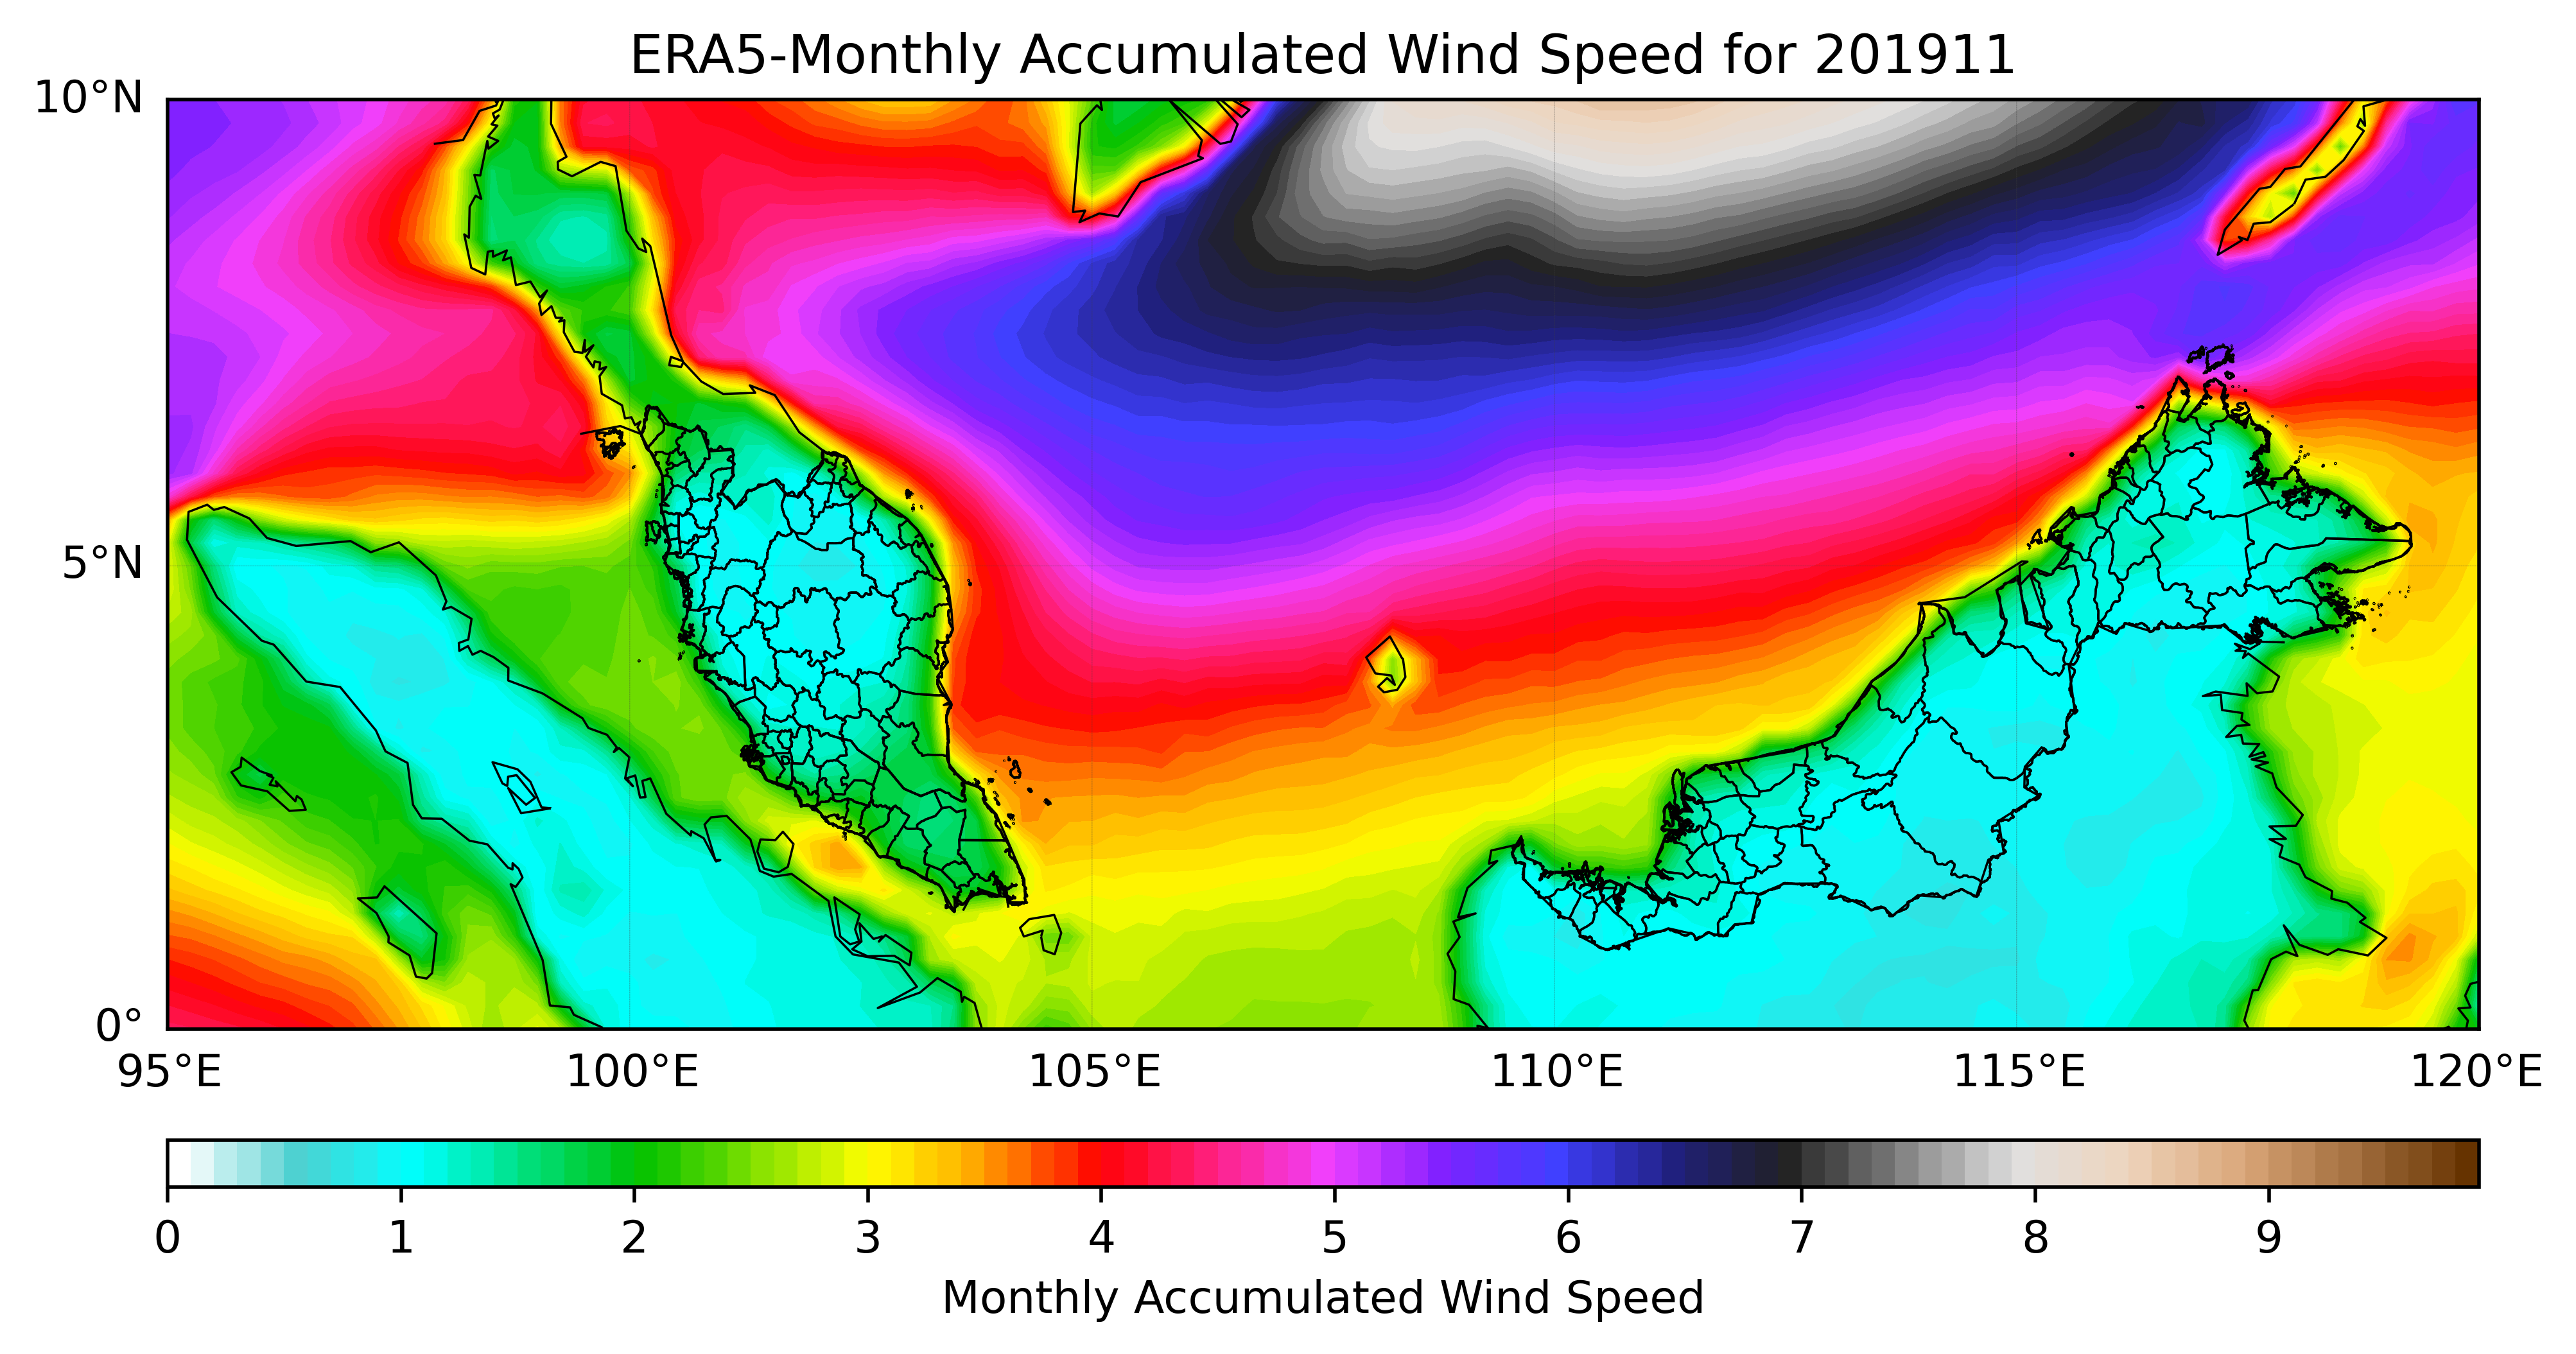 ERA5-Monthly Accumulated Wind Speed for 201911
10°N
5°N
0°
95°E 100°E 105°E 110°E 115°E 120°E
0 1 2 3 4 5 6 7 8 9
Monthly Accumulated Wind Speed